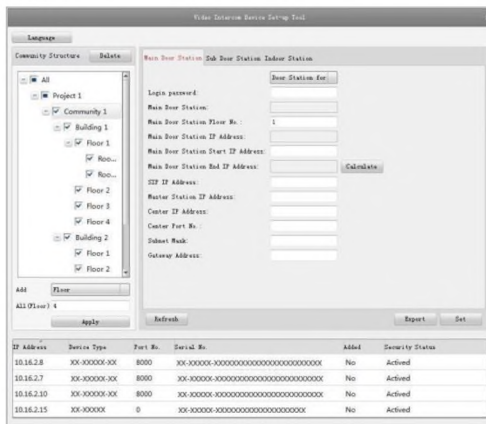 Video Intercom Device Set-up Tool
Language
Community Structure Delete
All
Project 1
Community 1
Building 1
Floor 1
Roo...
Roo...
Floor 2
Floor 3
Floor 4
Building 2
Floor 1
Floor 2
Add Floor
All(Floor) 4
Apply
Main Door Station Sub Door Station Indoor Station
Door Station for
Login password:
Main Door Station:
Main Door Station Floor No.: 1
Main Door Station IP Address:
Main Door Station Start IP Address:
Main Door Station End IP Address: Calculate
SIP IP Address:
Master Station IP Address:
Center IP Address:
Center Port No.:
Subnet Mask:
Gateway Address:
Refresh Export Set
IP Address Device Type Port No. Serial No. Added Security Status
10.16.2.8 XX-XXXXX-XX 8000 XX-XXXXX-XXXXXXXXXXXXXXXXXXXXXXXX No Actived
10.16.2.7 XX-XXXXX-XX 8000 XX-XXXXX-XXXXXXXXXXXXXXXXXXXXXXXX No Actived
10.16.2.10 XX-XXXXX-XX 8000 XX-XXXXX-XXXXXXXXXXXXXXXXXXXXXXXX No Actived
10.16.2.15 XX-XXXXX 0 XX-XXXXX-XXXXXXXXXXXXXXXXXXXXX No Actived